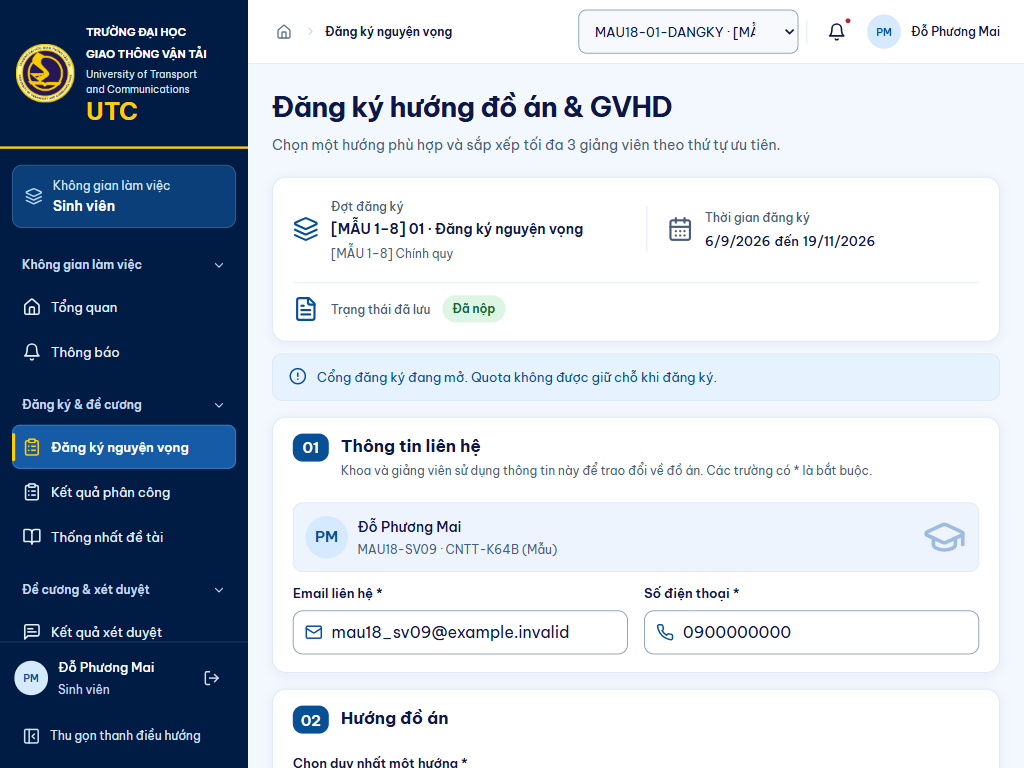 TRƯỜNG ĐẠI HỌC
GIAO THÔNG VẬN TẢI
University of Transport
and Communications
UTC
Không gian làm việc
Sinh viên
Không gian làm việc
Tổng quan
Thông báo
Đăng ký & đề cương
Đăng ký nguyện vọng
Kết quả phân công
Thống nhất đề tài
Đề cương & xét duyệt
Kết quả xét duyệt
PM
Đỗ Phương Mai
Sinh viên
Thu gọn thanh điều hướng
Đăng ký nguyện vọng
MAU18-01-DANGKY · [MẪ
PM
Đỗ Phương Mai
Đăng ký hướng đồ án & GVHD
Chọn một hướng phù hợp và sắp xếp tối đa 3 giảng viên theo thứ tự ưu tiên.
Đợt đăng ký
[MẪU 1–8] 01 · Đăng ký nguyện vọng
[MẪU 1–8] Chính quy
Thời gian đăng ký
6/9/2026 đến 19/11/2026
Trạng thái đã lưu
Đã nộp
Cổng đăng ký đang mở. Quota không được giữ chỗ khi đăng ký.
01
Thông tin liên hệ
Khoa và giảng viên sử dụng thông tin này để trao đổi về đồ án. Các trường có * là bắt buộc.
PM
Đỗ Phương Mai
MAU18-SV09 · CNTT-K64B (Mẫu)
Email liên hệ *
Số điện thoại *
mau18_sv09@example.invalid
0900000000
02
Hướng đồ án
Chọn duy nhất một hướng *